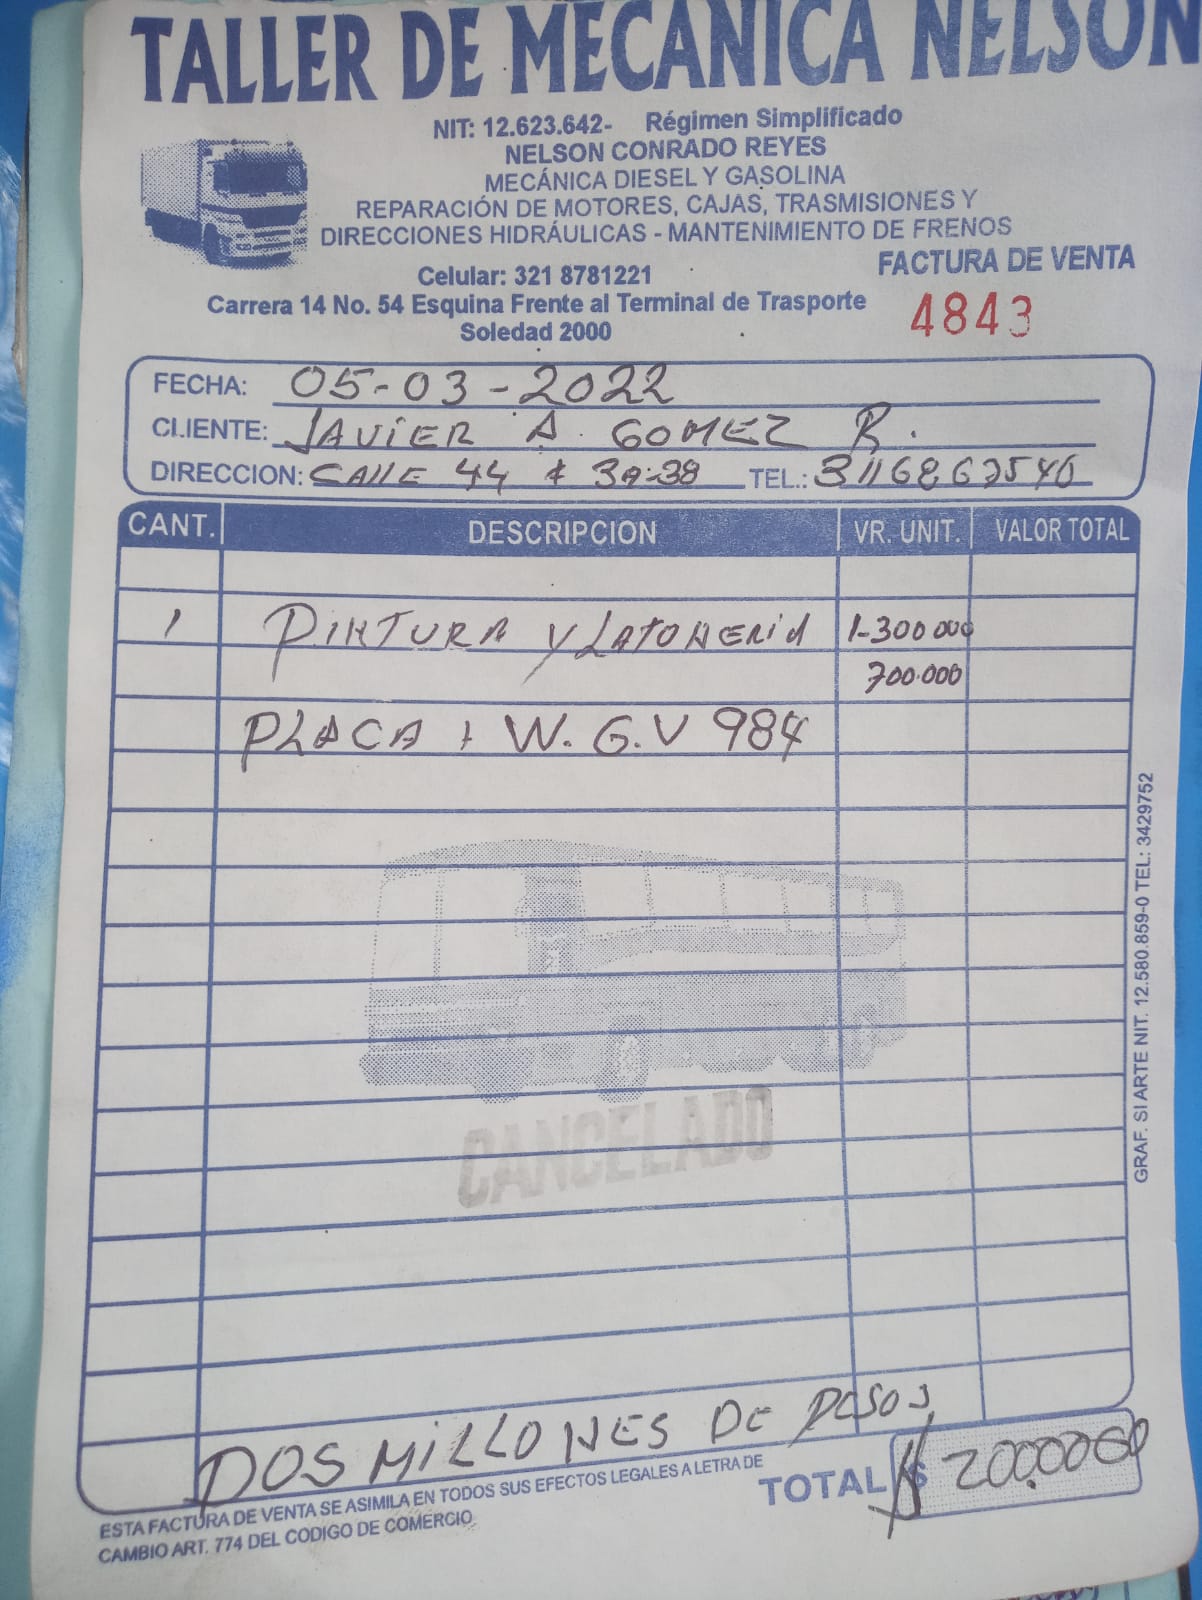 TALLER DE MECANICA NELSON
NIT: 12.623.642- Régimen Simplificado
NELSON CONRADO REYES
MECÁNICA DIESEL Y GASOLINA
REPARACIÓN DE MOTORES, CAJAS, TRASMISIONES Y
DIRECCIONES HIDRÁULICAS - MANTENIMIENTO DE FRENOS
FACTURA DE VENTA
Celular: 321 8781221
Carrera 14 No. 54 Esquina Frente al Terminal de Trasporte
4843
Soledad 2000
FECHA: 05-03-2022
CLIENTE: JAVIER A. GOMEZ R.
DIRECCION: CALLE 44 # 3A-38 TEL.: 3116867540
CANT. DESCRIPCION VR. UNIT. VALOR TOTAL
1 PINTURA Y LATONERIA 1-300 000
700.000
PLACA : W.G.V 984
CANCELADO
GRAF. SI ARTE NIT. 12.580.859-0 TEL: 3429752
DOS MILLONES DE PESOS
TOTAL $ 2000000
ESTA FACTURA DE VENTA SE ASIMILA EN TODOS SUS EFECTOS LEGALES A LETRA DE
CAMBIO ART. 774 DEL CODIGO DE COMERCIO